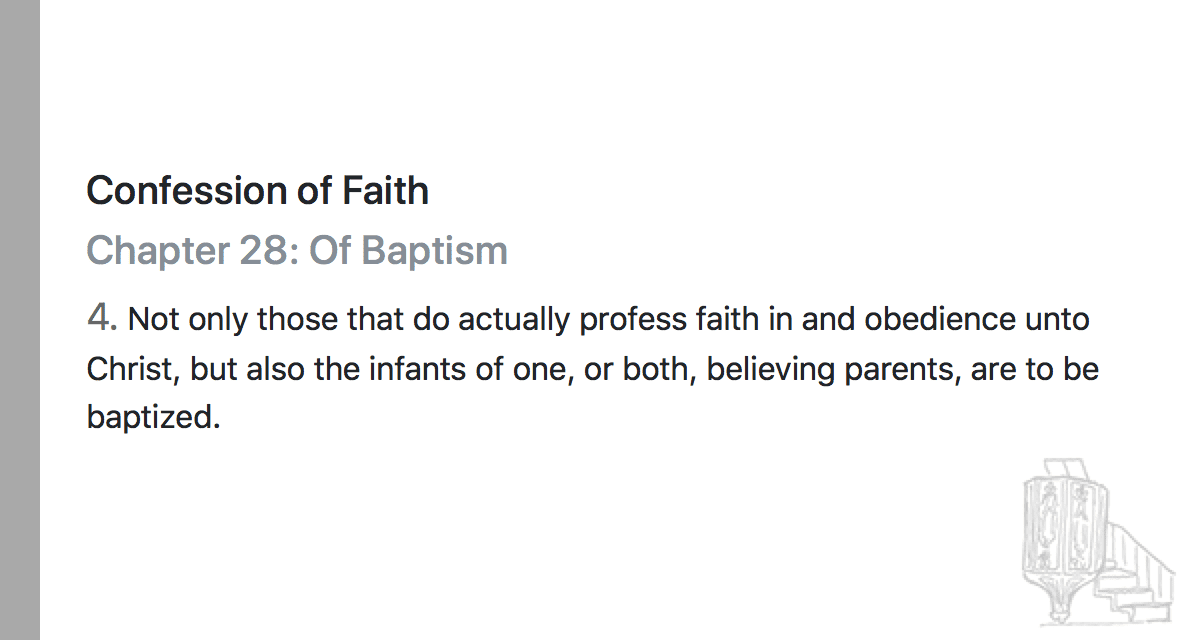 Confession of Faith
Chapter 28: Of Baptism
4. Not only those that do actually profess faith in and obedience unto
Christ, but also the infants of one, or both, believing parents, are to be
baptized.